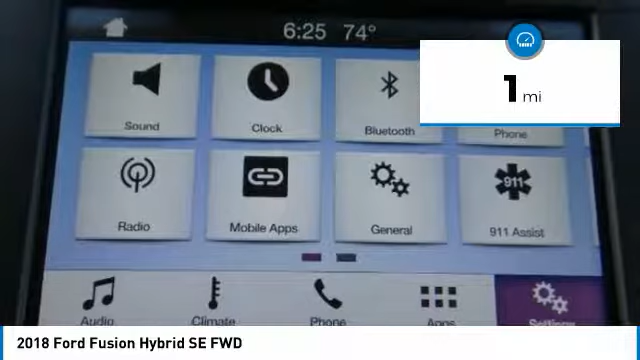 6:25 74°
1 mi
Sound Clock Bluetooth Phone
911
Radio Mobile Apps General 911 Assist
Audio Climate Phone Apps Settings
2018 Ford Fusion Hybrid SE FWD